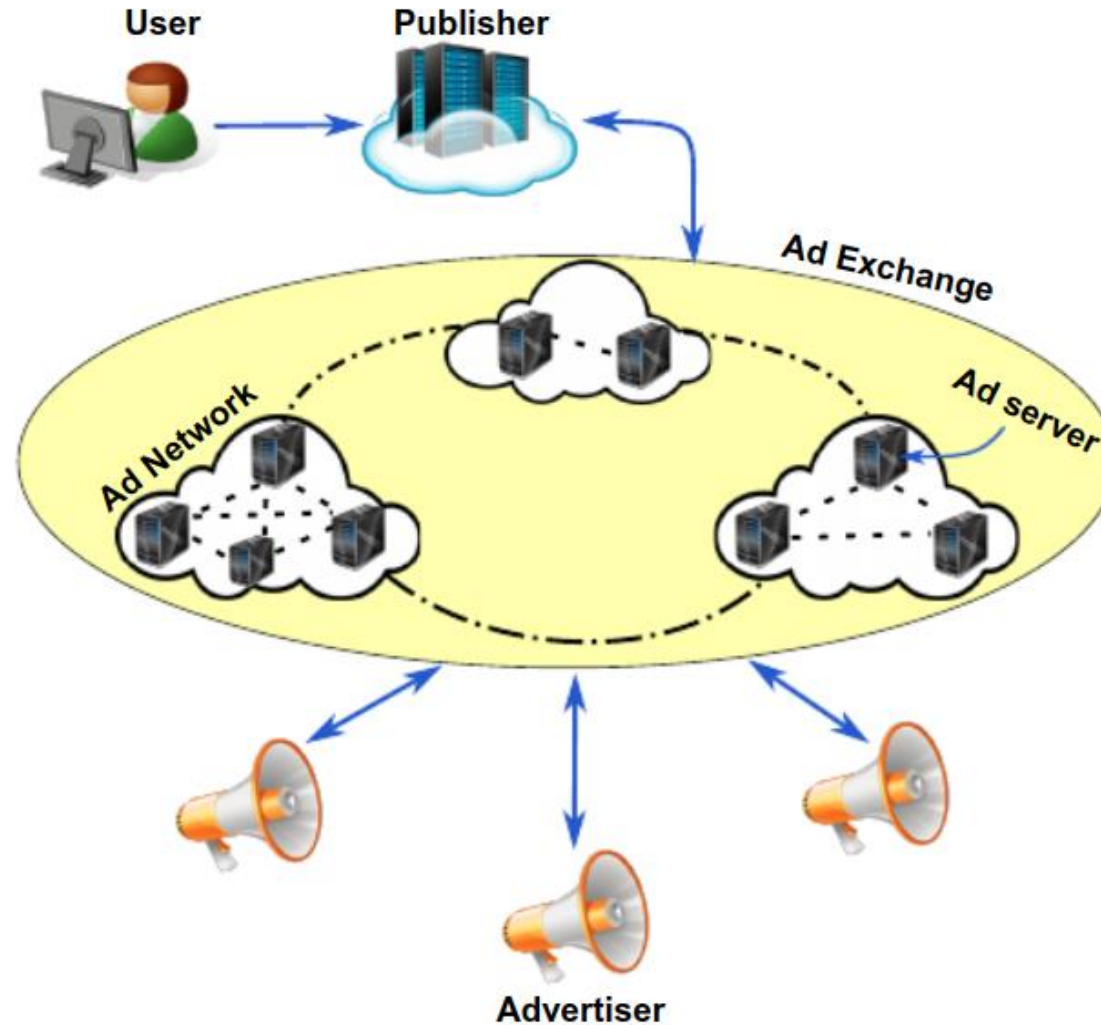 User
Publisher
Ad Exchange
Ad server
Ad Network
Advertiser